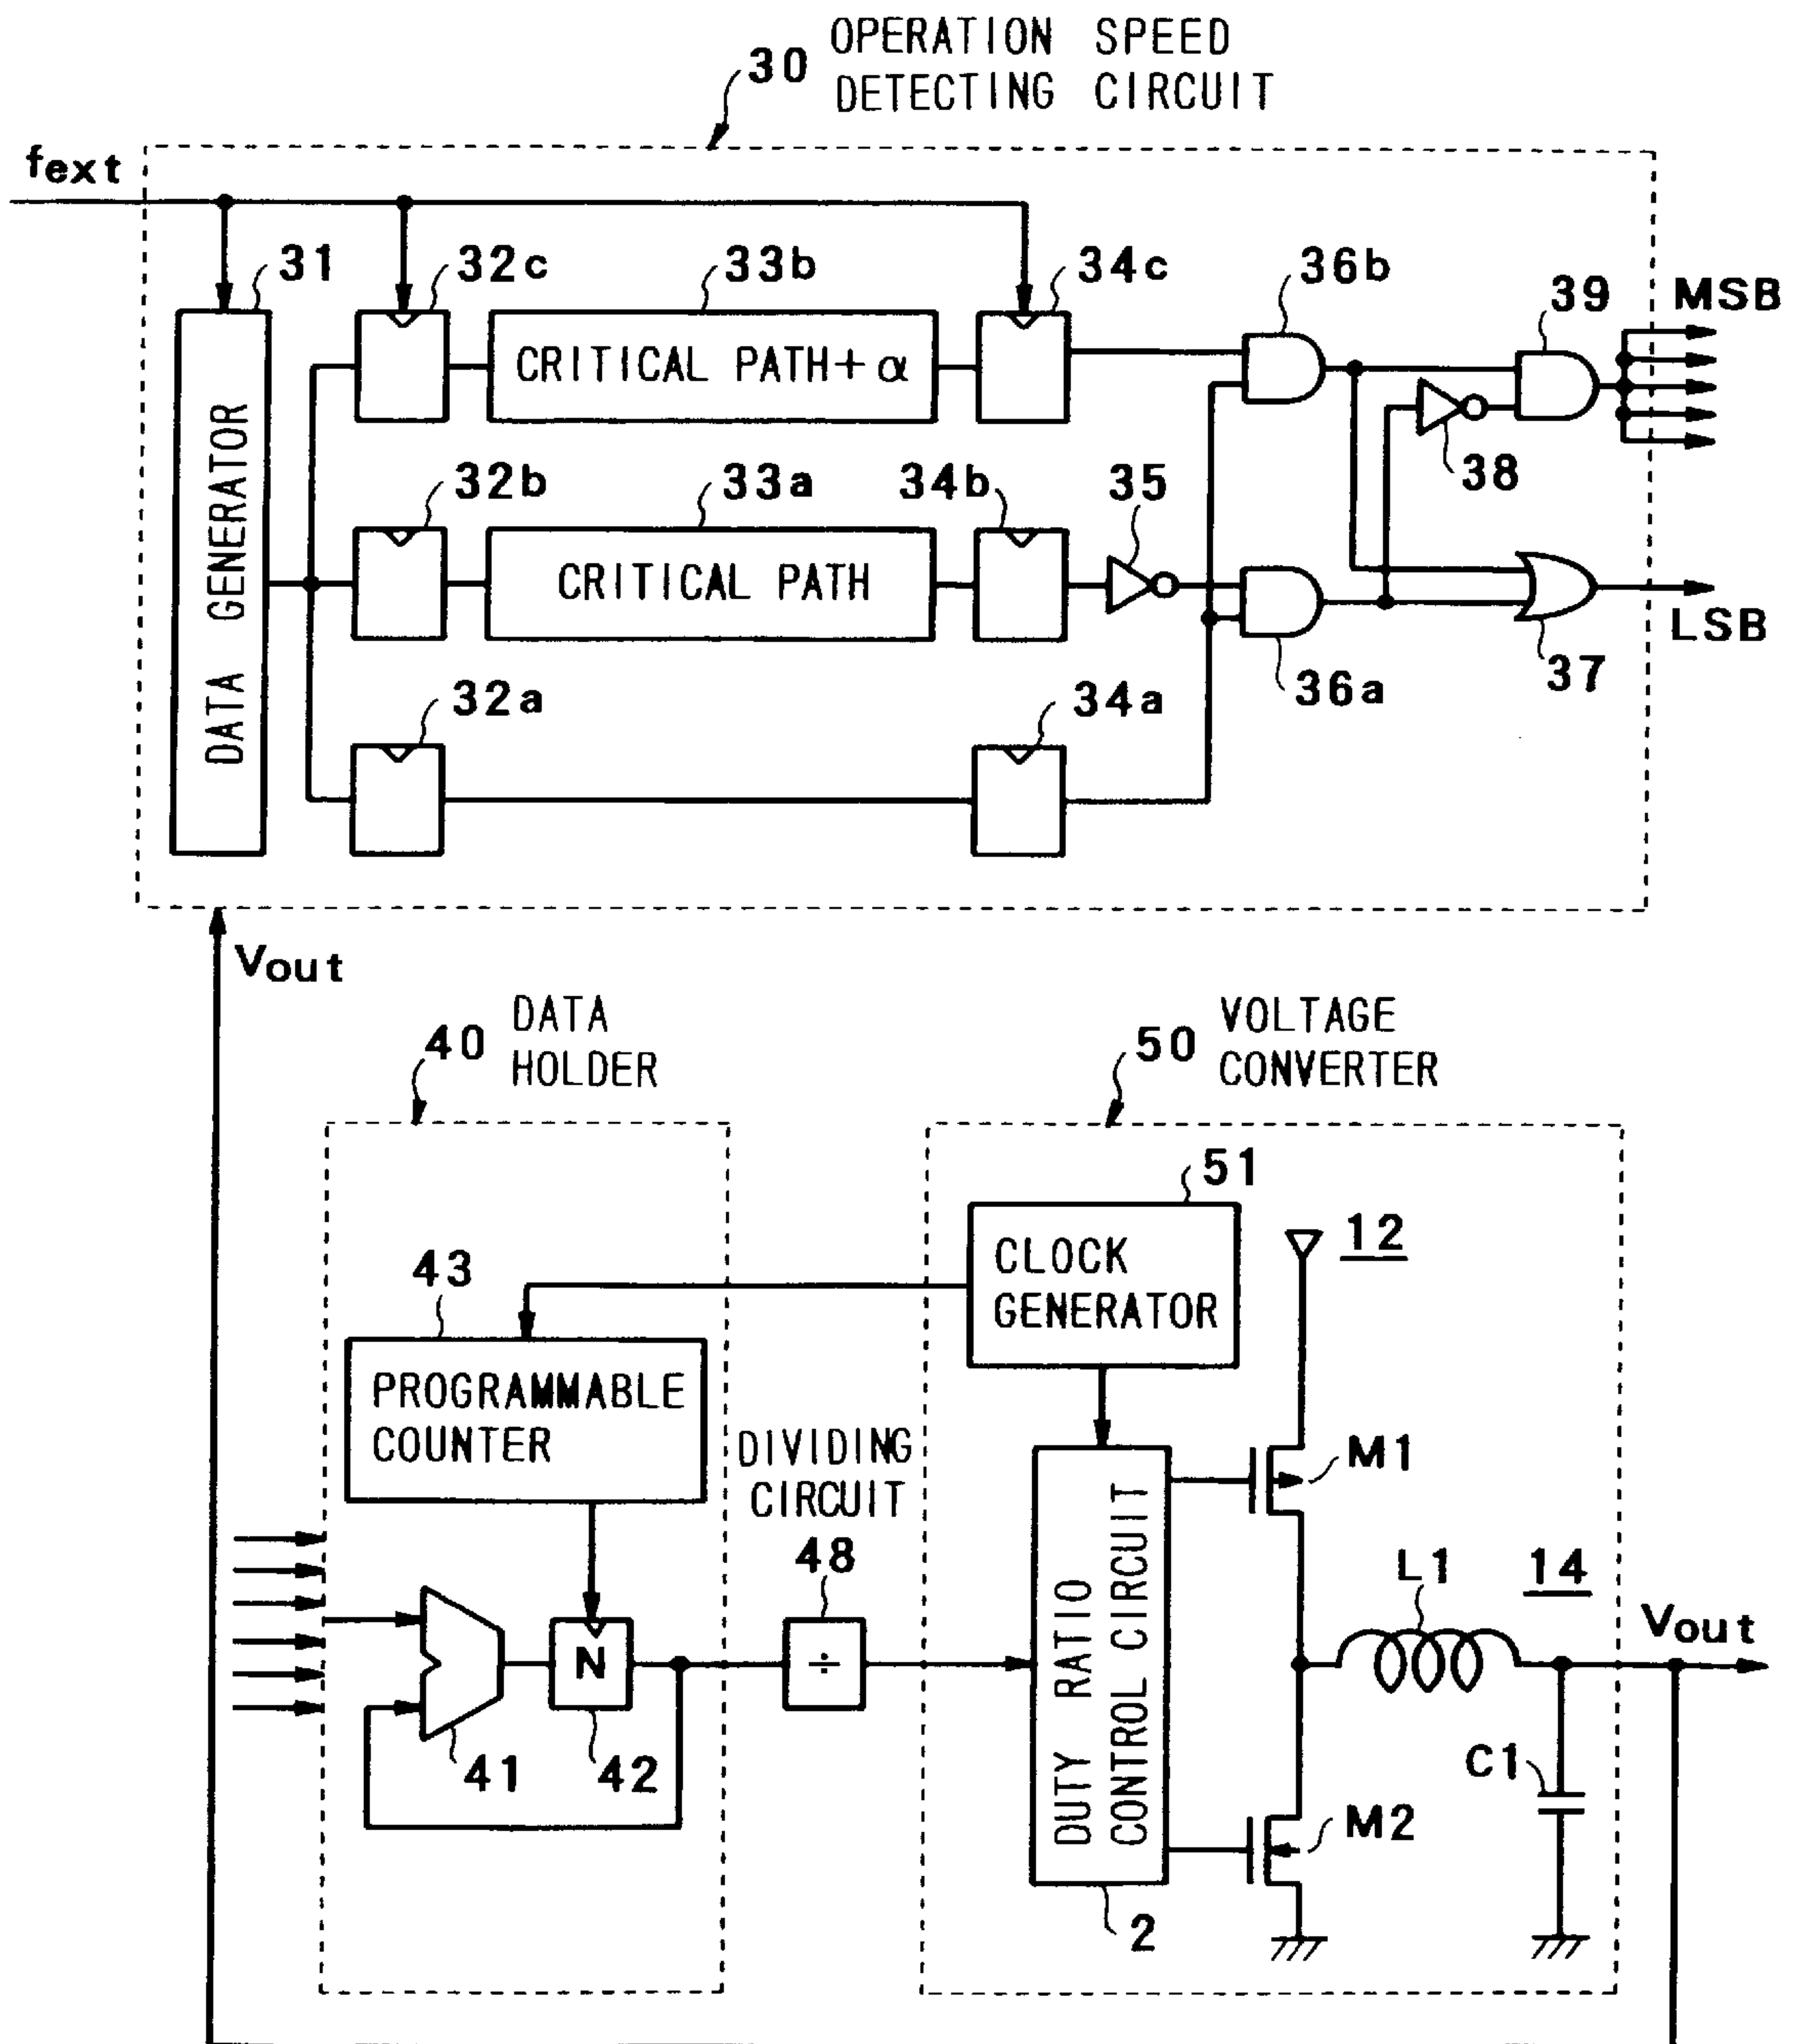 OPERATION SPEED
30 DETECTING CIRCUIT
fext
31
32c
33b
34c
36b
39
MSB
CRITICAL PATH+α
DATA GENERATOR
32b
33a
34b
35
38
CRITICAL PATH
LSB
37
36a
32a
34a
Vout
40 DATA
HOLDER
50 VOLTAGE
CONVERTER
51
CLOCK
GENERATOR
12
43
PROGRAMMABLE
COUNTER
DIVIDING
CIRCUIT
48
M1
L1
14
Vout
N
÷
DUTY RATIO
CONTROL CIRCUIT
41
42
C1
M2
2